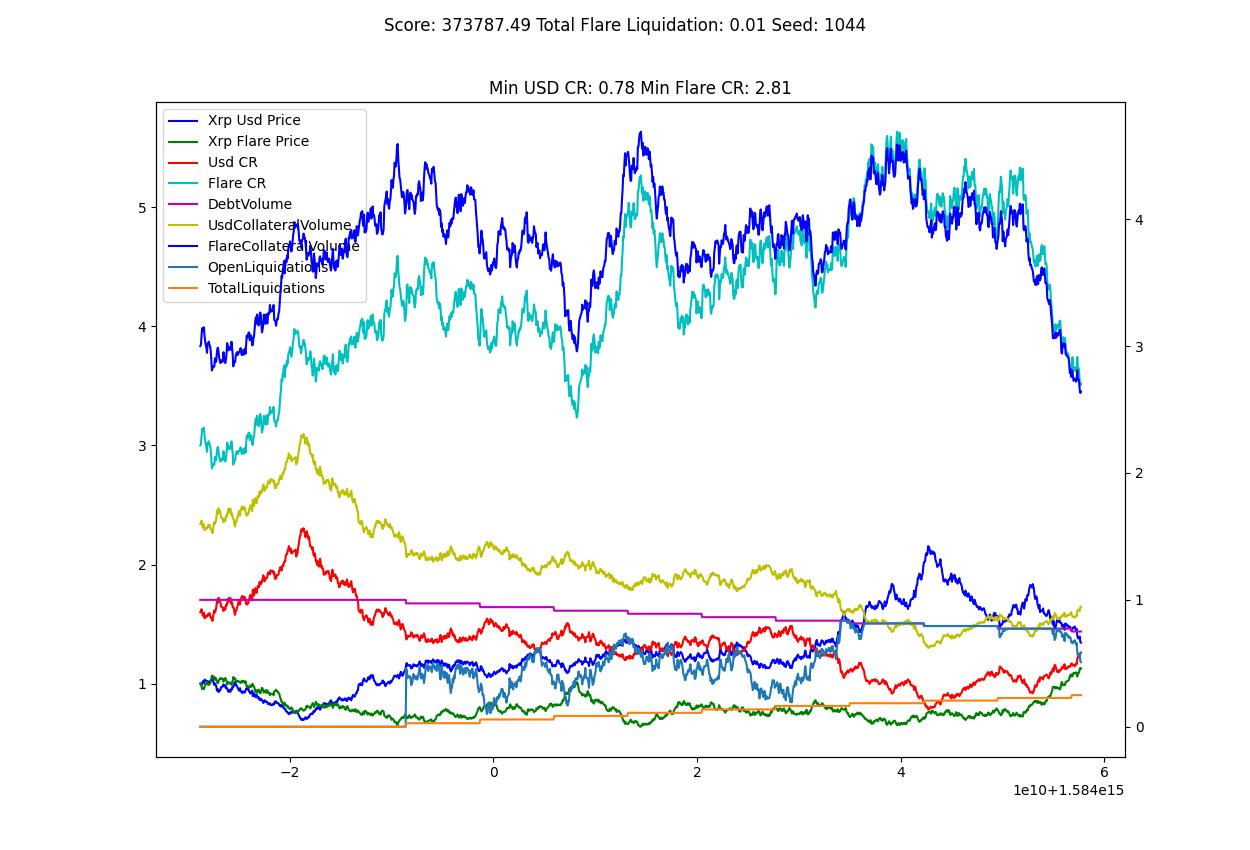 Score: 373787.49 Total Flare Liquidation: 0.01 Seed: 1044
Min USD CR: 0.78 Min Flare CR: 2.81
Xrp Usd Price
Xrp Flare Price
Usd CR
Flare CR
DebtVolume
UsdCollateralVolume
FlareCollateralVolume
OpenLiquidations
TotalLiquidations
5
4
3
2
1
4
3
2
1
0
−2
0
2
4
6
1e10+1.584e15